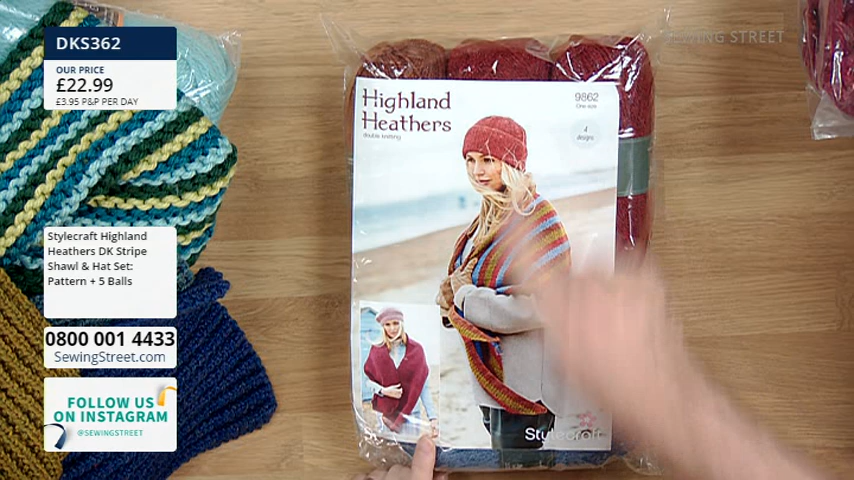 DKS362
OUR PRICE
£22.99
£3.95 P&P PER DAY
Stylecraft Highland
Heathers DK Stripe
Shawl & Hat Set:
Pattern + 5 Balls
0800 001 4433
SewingStreet.com
FOLLOW US
ON INSTAGRAM
@SEWINGSTREET
SEWING STREET
Highland
Heathers
double knitting
9862
One size
4
designs
Stylecraft